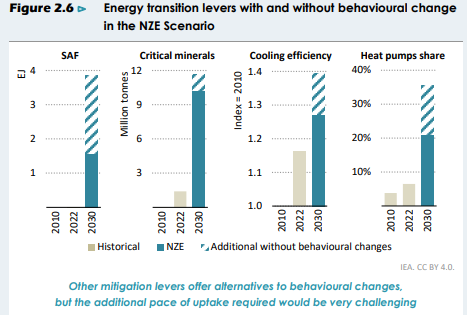 Figure 2.6 ▷ Energy transition levers with and without behavioural change
in the NZE Scenario
SAF
EJ
4
3
2
1
2010
2022
2030
Critical minerals
Million tonnes
12
9
6
3
2010
2022
2030
Cooling efficiency
Index = 2010
1.4
1.3
1.2
1.1
1.0
2010
2022
2030
Heat pumps share
40%
30%
20%
10%
2010
2022
2030
Historical NZE Additional without behavioural changes
IEA. CC BY 4.0.
Other mitigation levers offer alternatives to behavioural changes,
but the additional pace of uptake required would be very challenging